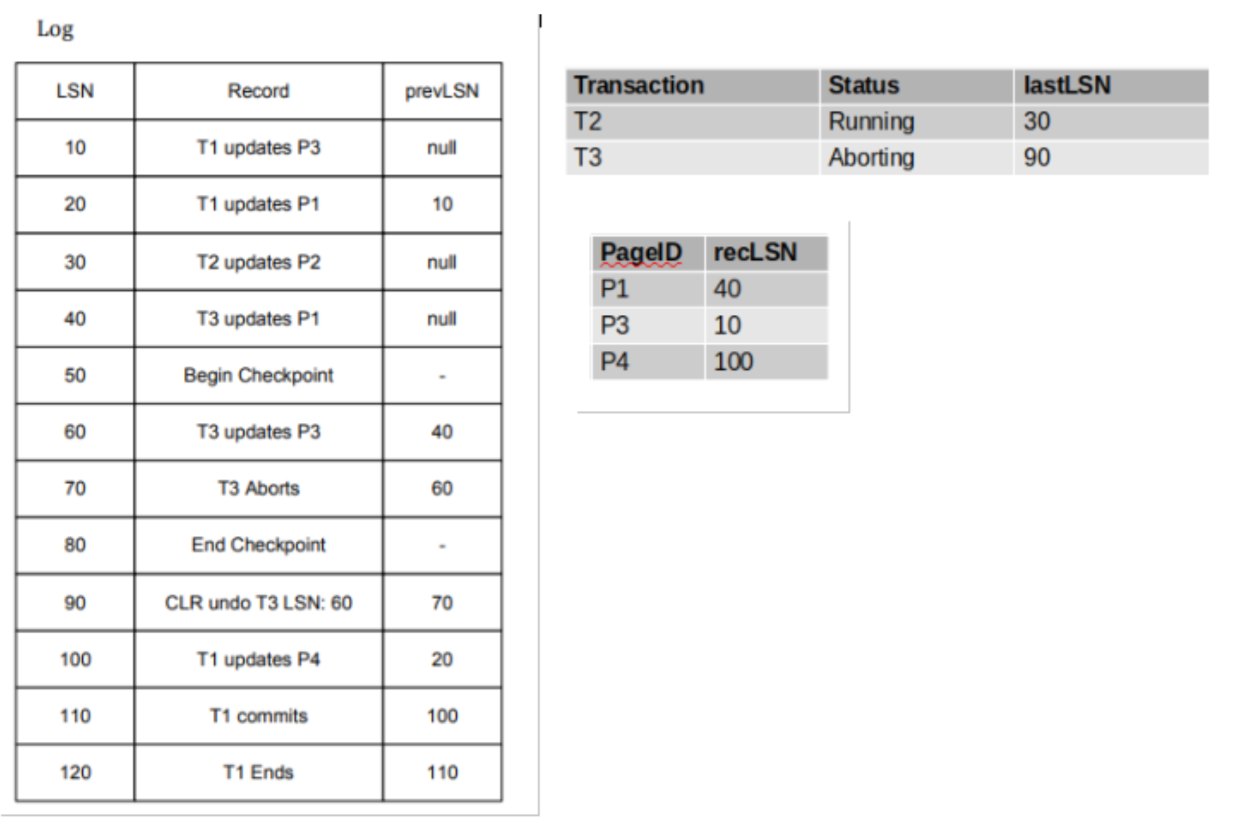 Log
LSN Record prevLSN
10 T1 updates P3 null
20 T1 updates P1 10
30 T2 updates P2 null
40 T3 updates P1 null
50 Begin Checkpoint -
60 T3 updates P3 40
70 T3 Aborts 60
80 End Checkpoint -
90 CLR undo T3 LSN: 60 70
100 T1 updates P4 20
110 T1 commits 100
120 T1 Ends 110
Transaction Status lastLSN
T2 Running 30
T3 Aborting 90
PageID recLSN
P1 40
P3 10
P4 100